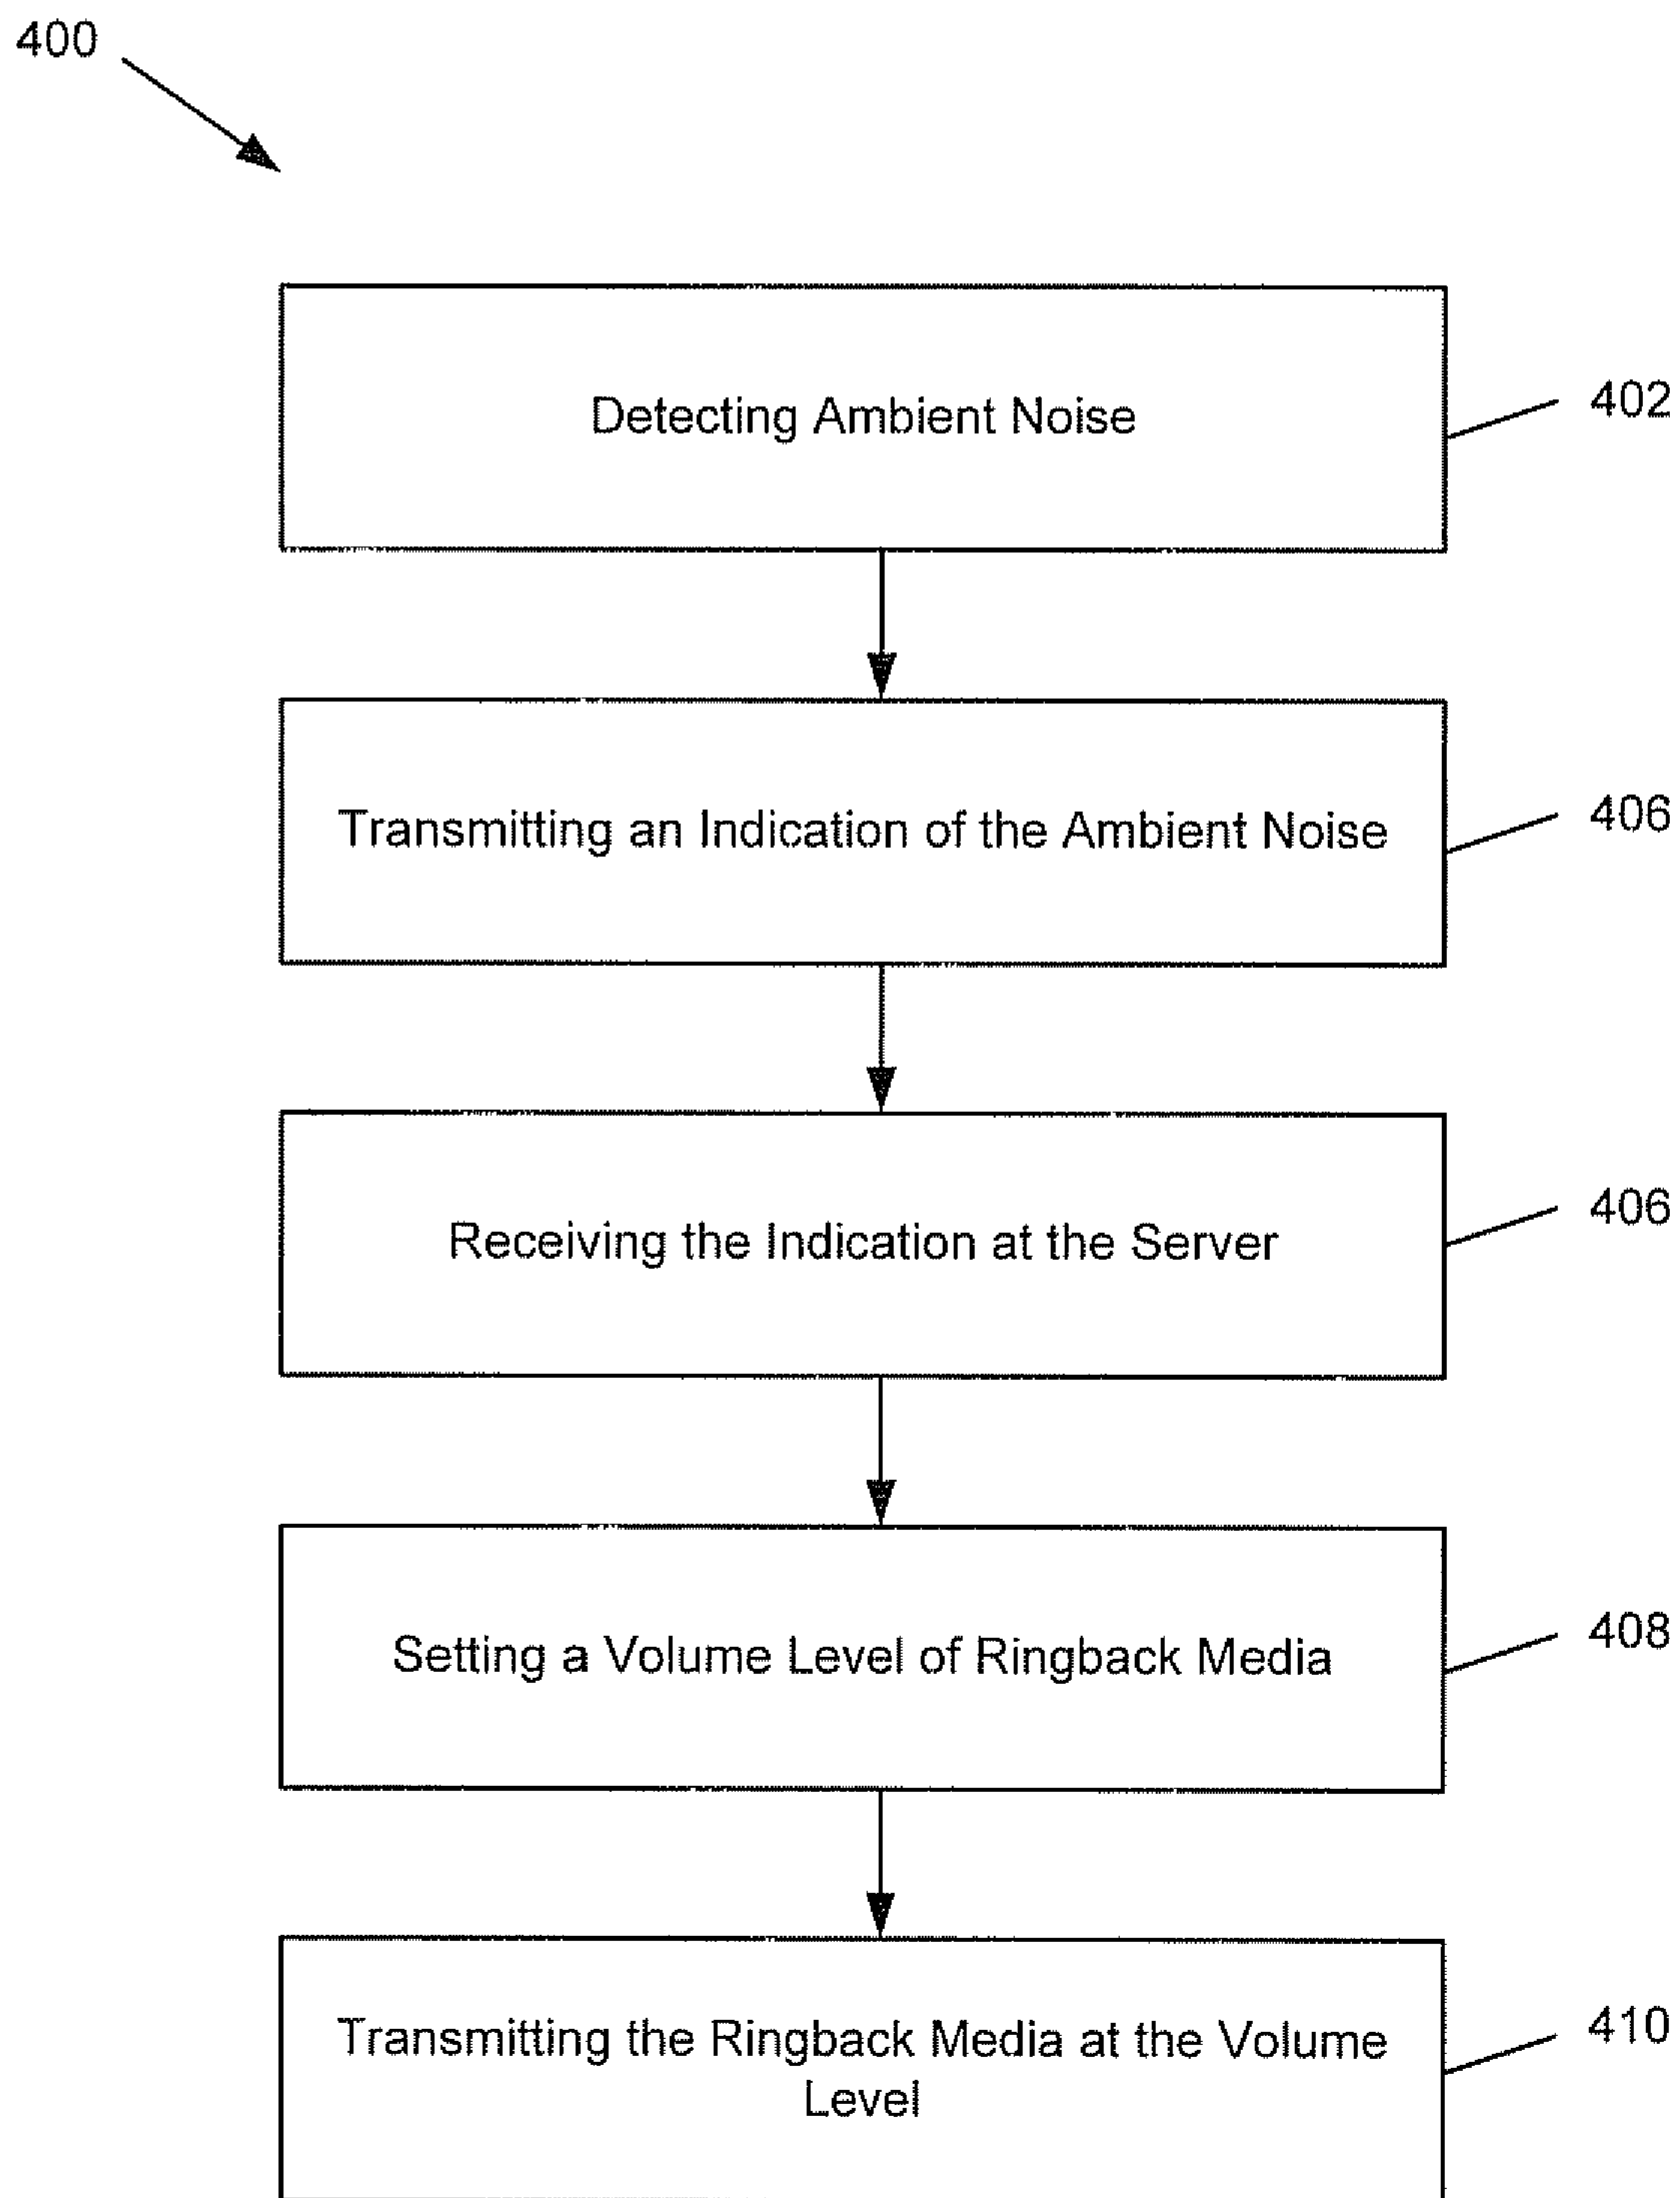 400
Detecting Ambient Noise
402
Transmitting an Indication of the Ambient Noise
406
Receiving the Indication at the Server
406
Setting a Volume Level of Ringback Media
408
Transmitting the Ringback Media at the Volume
Level
410